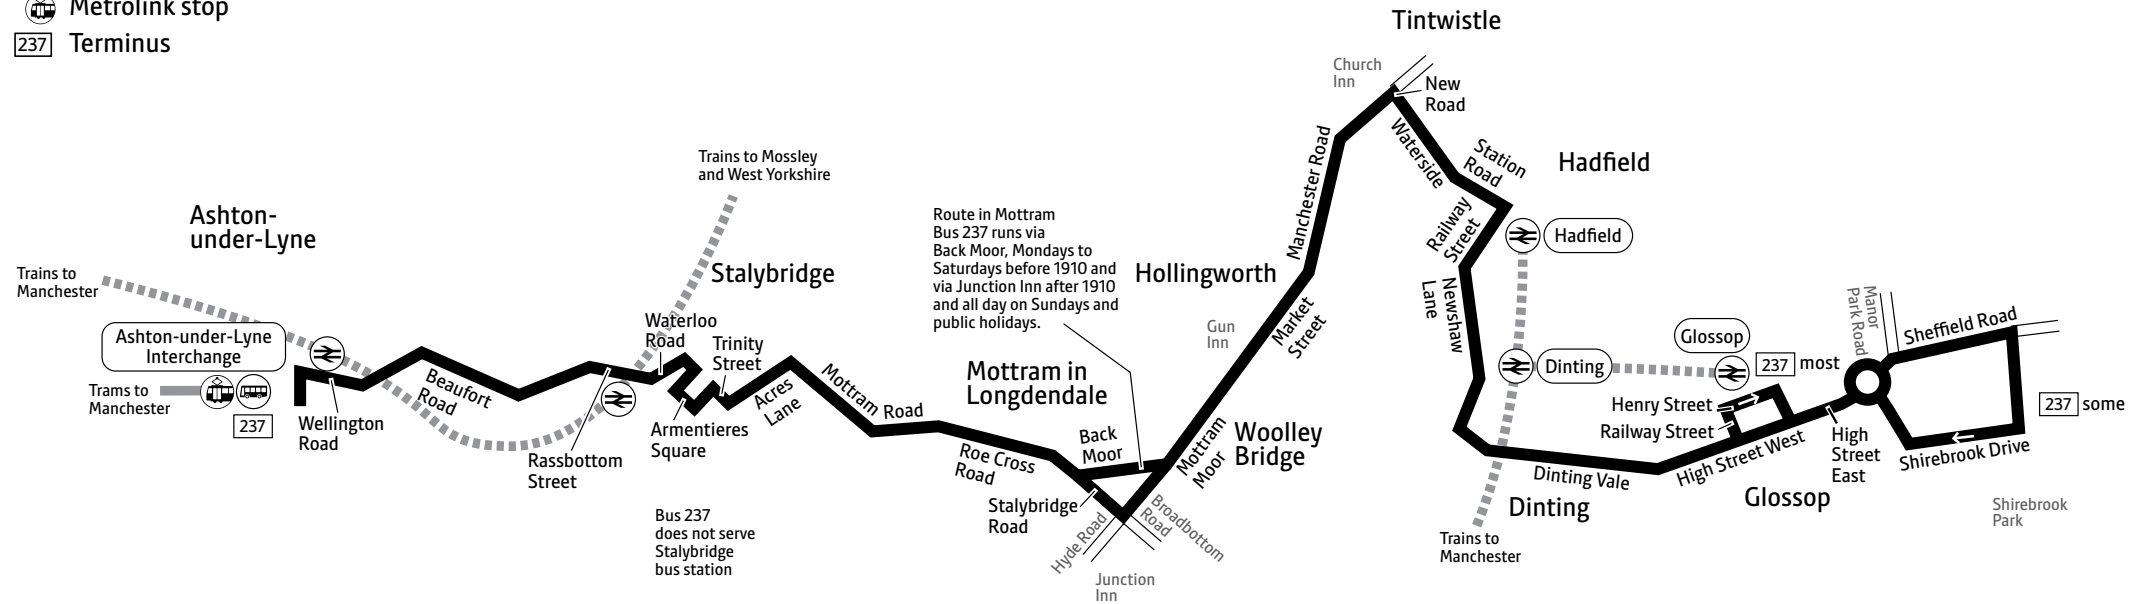 Metrolink stop
237 Terminus
Tintwistle
Church
Inn
New
Road
Waterside
Station
Road
Hadfield
Railway
Street
Hadfield
Manchester Road
Trains to Mossley
and West Yorkshire
Ashton-
under-Lyne
Trains to
Manchester
Stalybridge
Route in Mottram
Bus 237 runs via
Back Moor, Mondays to
Saturdays before 1910 and
via Junction Inn after 1910
and all day on Sundays and
public holidays.
Hollingworth
Gun
Inn
Market
Street
Newshaw
Lane
Ashton-under-Lyne
Interchange
Trams to
Manchester
237
Wellington
Road
Beaufort
Road
Rassbottom
Street
Waterloo
Road
Trinity
Street
Armentieres
Square
Acres
Lane
Mottram Road
Bus 237
does not serve
Stalybridge
bus station
Mottram in
Longdendale
Roe Cross
Road
Back
Moor
Stalybridge
Road
Hyde Road
Junction
Inn
Broadbottom
Road
Mottram
Moor
Woolley
Bridge
Dinting
Trains to
Manchester
Dinting
Dinting Vale
Glossop
237 most
Henry Street
Railway Street
High Street West
Glossop
High
Street
East
Manor
Park Road
Sheffield Road
237 some
Shirebrook Drive
Shirebrook
Park